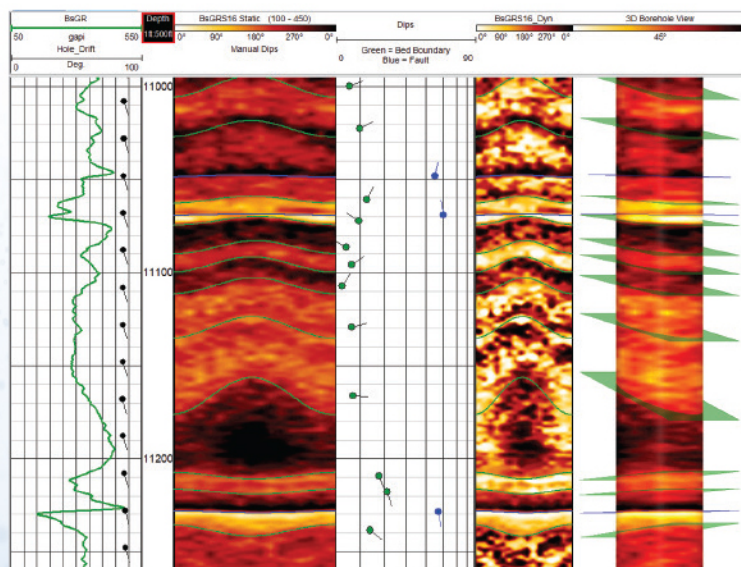 BsGR
50 gapi 550
Hole_Drift
Deg.
0 100
Depth
BsGRS16 Static (100 - 450)
0° 90° 180° 270° 0°
Manual Dips
Dips
Green = Bed Boundary
Blue = Fault
0 90
BsGRS16_Dyn
0° 90° 180° 270° 0°
3D Borehole View
45°
11000
11100
11200